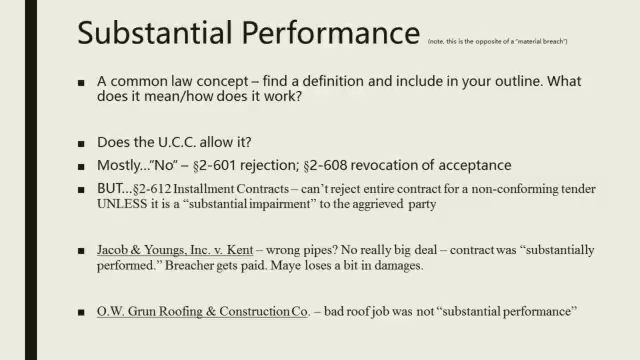 Substantial Performance (note, this is the opposite of a "material breach")
■ A common law concept – find a definition and include in your outline. What
does it mean/how does it work?
■ Does the U.C.C. allow it?
■ Mostly…"No" – §2-601 rejection; §2-608 revocation of acceptance
■ BUT…§2-612 Installment Contracts – can't reject entire contract for a non-conforming tender
UNLESS it is a "substantial impairment" to the aggrieved party
■ Jacob & Youngs, Inc. v. Kent – wrong pipes? No really big deal – contract was "substantially
performed." Breacher gets paid. Maye loses a bit in damages.
■ O.W. Grun Roofing & Construction Co. – bad roof job was not "substantial performance"